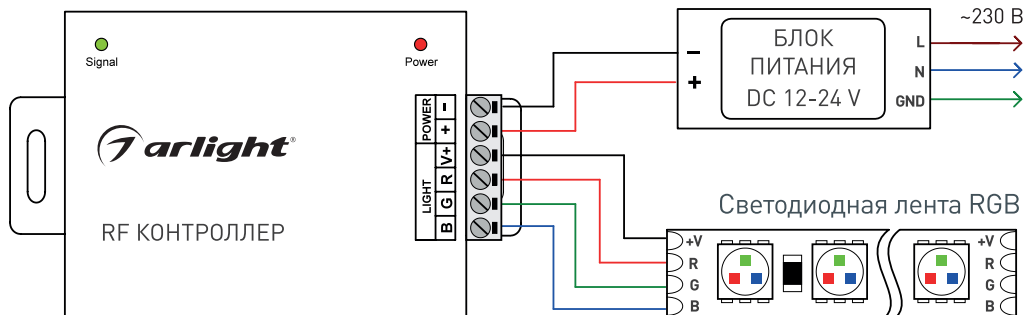 Signal
Power
arlight®
RF КОНТРОЛЛЕР
POWER
- 
+
LIGHT
V+
R
G
B
~230 В
БЛОК
ПИТАНИЯ
DC 12-24 V
-
+
L
N
GND
Светодиодная лента RGB
+V
R
G
B
+V
R
G
B